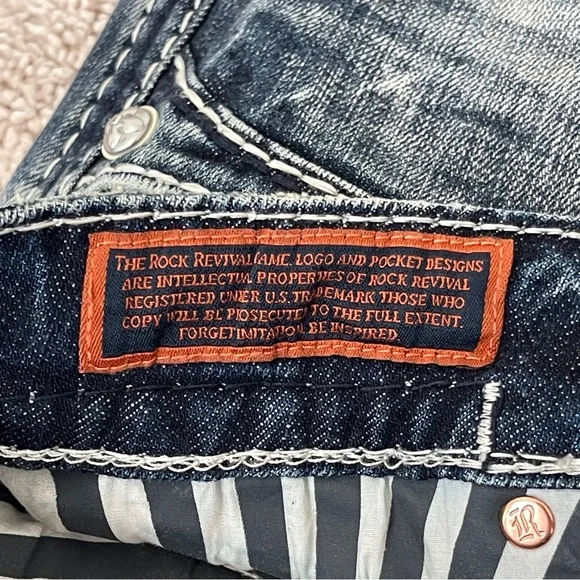 THE ROCK REVIVAL NAME, LOGO AND POCKET DESIGNS
ARE INTELLECTUAL PROPERTIES OF ROCK REVIVAL
REGISTERED UNDER U.S. TRADEMARK THOSE WHO
COPY WILL BE PROSECUTED TO THE FULL EXTENT.
FORGET IMITATION, BE INSPIRED.